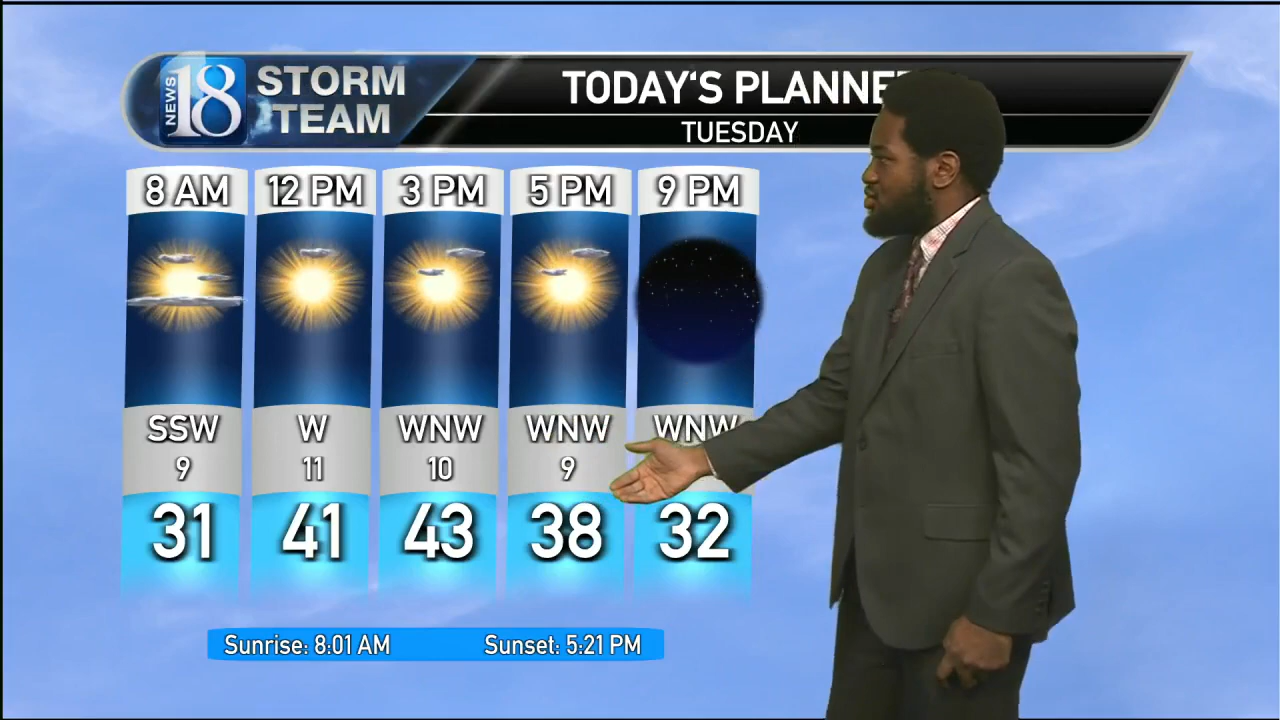 NEWS 18 STORM TEAM
TODAY'S PLANNE
TUESDAY
8 AM 12 PM 3 PM 5 PM 9 PM
SSW W WNW WNW WNW
9 11 10 9
31 41 43 38 32
Sunrise: 8:01 AM Sunset: 5:21 PM